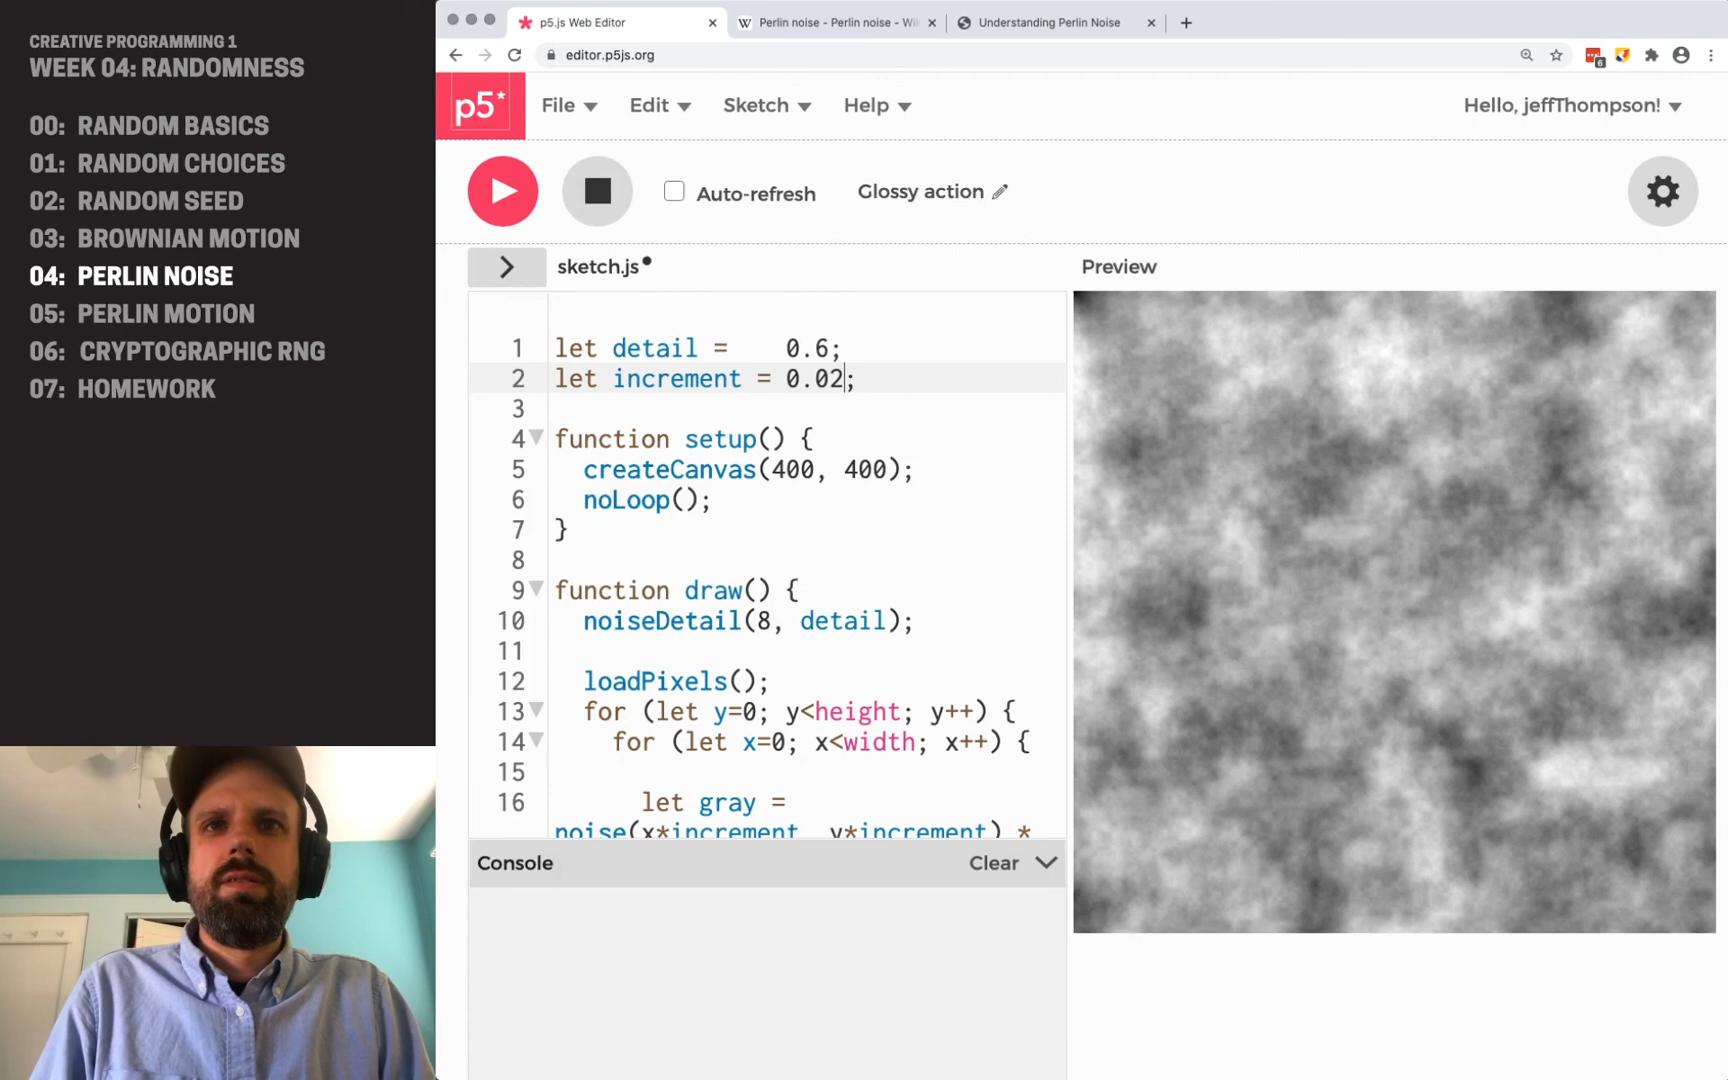 CREATIVE PROGRAMMING 1
WEEK 04: RANDOMNESS
00: RANDOM BASICS
01: RANDOM CHOICES
02: RANDOM SEED
03: BROWNIAN MOTION
04: PERLIN NOISE
05: PERLIN MOTION
06: CRYPTOGRAPHIC RNG
07: HOMEWORK
p5.js Web Editor
Perlin noise - Perlin noise - Wi
Understanding Perlin Noise
editor.p5js.org
6
p5*
File
Edit
Sketch
Help
Hello, jeffThompson!
Auto-refresh
Glossy action
sketch.js
Preview
1 let detail =    0.6;
2 let increment = 0.02;
3
4 function setup() {
5   createCanvas(400, 400);
6   noLoop();
7 }
8
9 function draw() {
10   noiseDetail(8, detail);
11
12   loadPixels();
13   for (let y=0; y<height; y++) {
14     for (let x=0; x<width; x++) {
15
16       let gray =
noise(x*increment, y*increment) *
Console
Clear